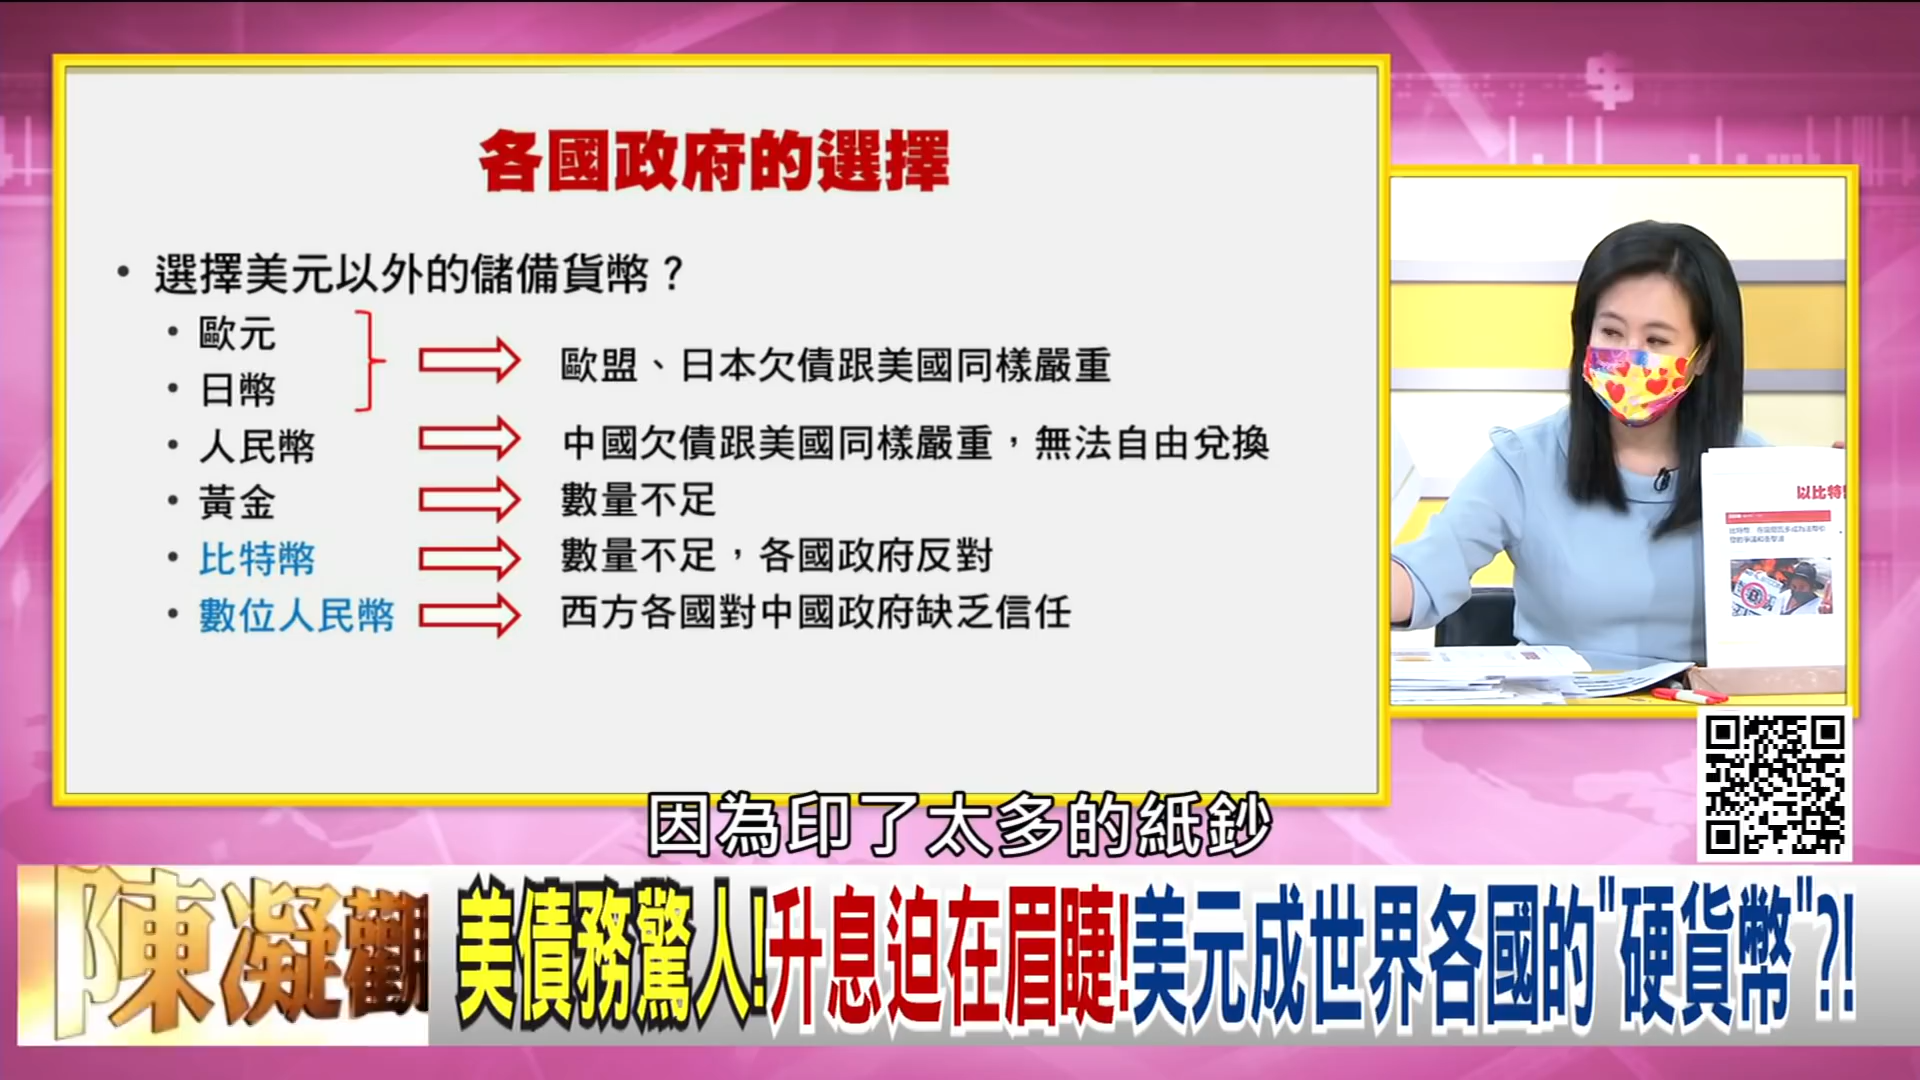 各國政府的選擇
• 選擇美元以外的儲備貨幣？
• 歐元
• 日幣
歐盟、日本欠債跟美國同樣嚴重
• 人民幣
中國欠債跟美國同樣嚴重，無法自由兌換
• 黃金
數量不足
• 比特幣
數量不足，各國政府反對
• 數位人民幣
西方各國對中國政府缺乏信任
以比特幣
因為印了太多的紙鈔
陳凝觀
美債務驚人!升息迫在眉睫!美元成世界各國的"硬貨幣"?!